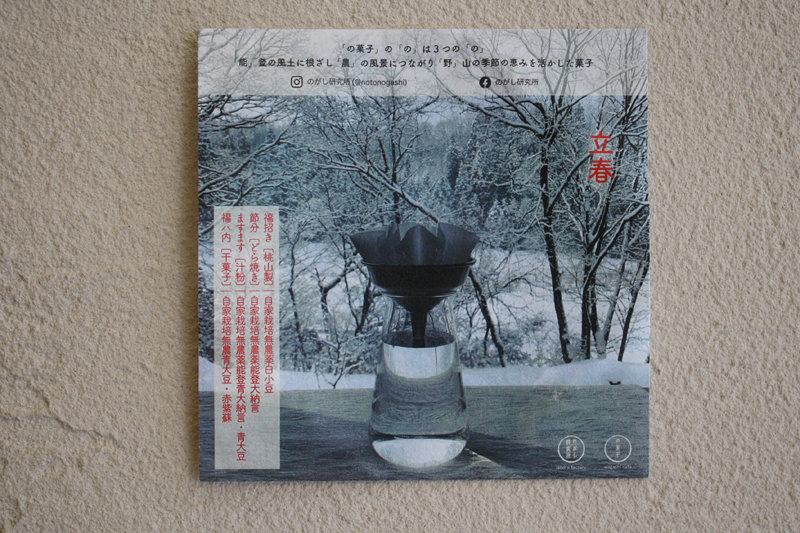 「の菓子」の「の」は3つの「の」
「能」登の風土に根ざし「農」の風景につながり「野」山の季節の恵みを活かした菓子
のがし研究所 (@notonogashi)
のがし研究所
立春
福招き［桃山製］｜自家栽培無農薬白小豆
節分［どら焼き］｜自家栽培無農薬能登大納言
ますます［汁粉］｜自家栽培無農薬能登青大納言・青大豆
福ハ内［干菓子］｜自家栽培無農青大豆・赤紫蘇
のがし